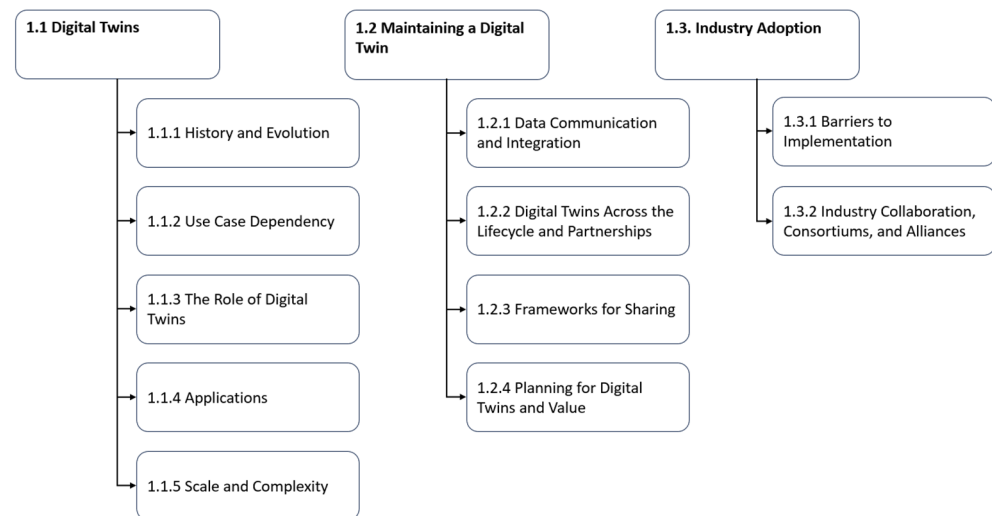 1.1 Digital Twins
1.1.1 History and Evolution
1.1.2 Use Case Dependency
1.1.3 The Role of Digital
Twins
1.1.4 Applications
1.1.5 Scale and Complexity
1.2 Maintaining a Digital
Twin
1.2.1 Data Communication
and Integration
1.2.2 Digital Twins Across the
Lifecycle and Partnerships
1.2.3 Frameworks for Sharing
1.2.4 Planning for Digital
Twins and Value
1.3. Industry Adoption
1.3.1 Barriers to
Implementation
1.3.2 Industry Collaboration,
Consortiums, and Alliances